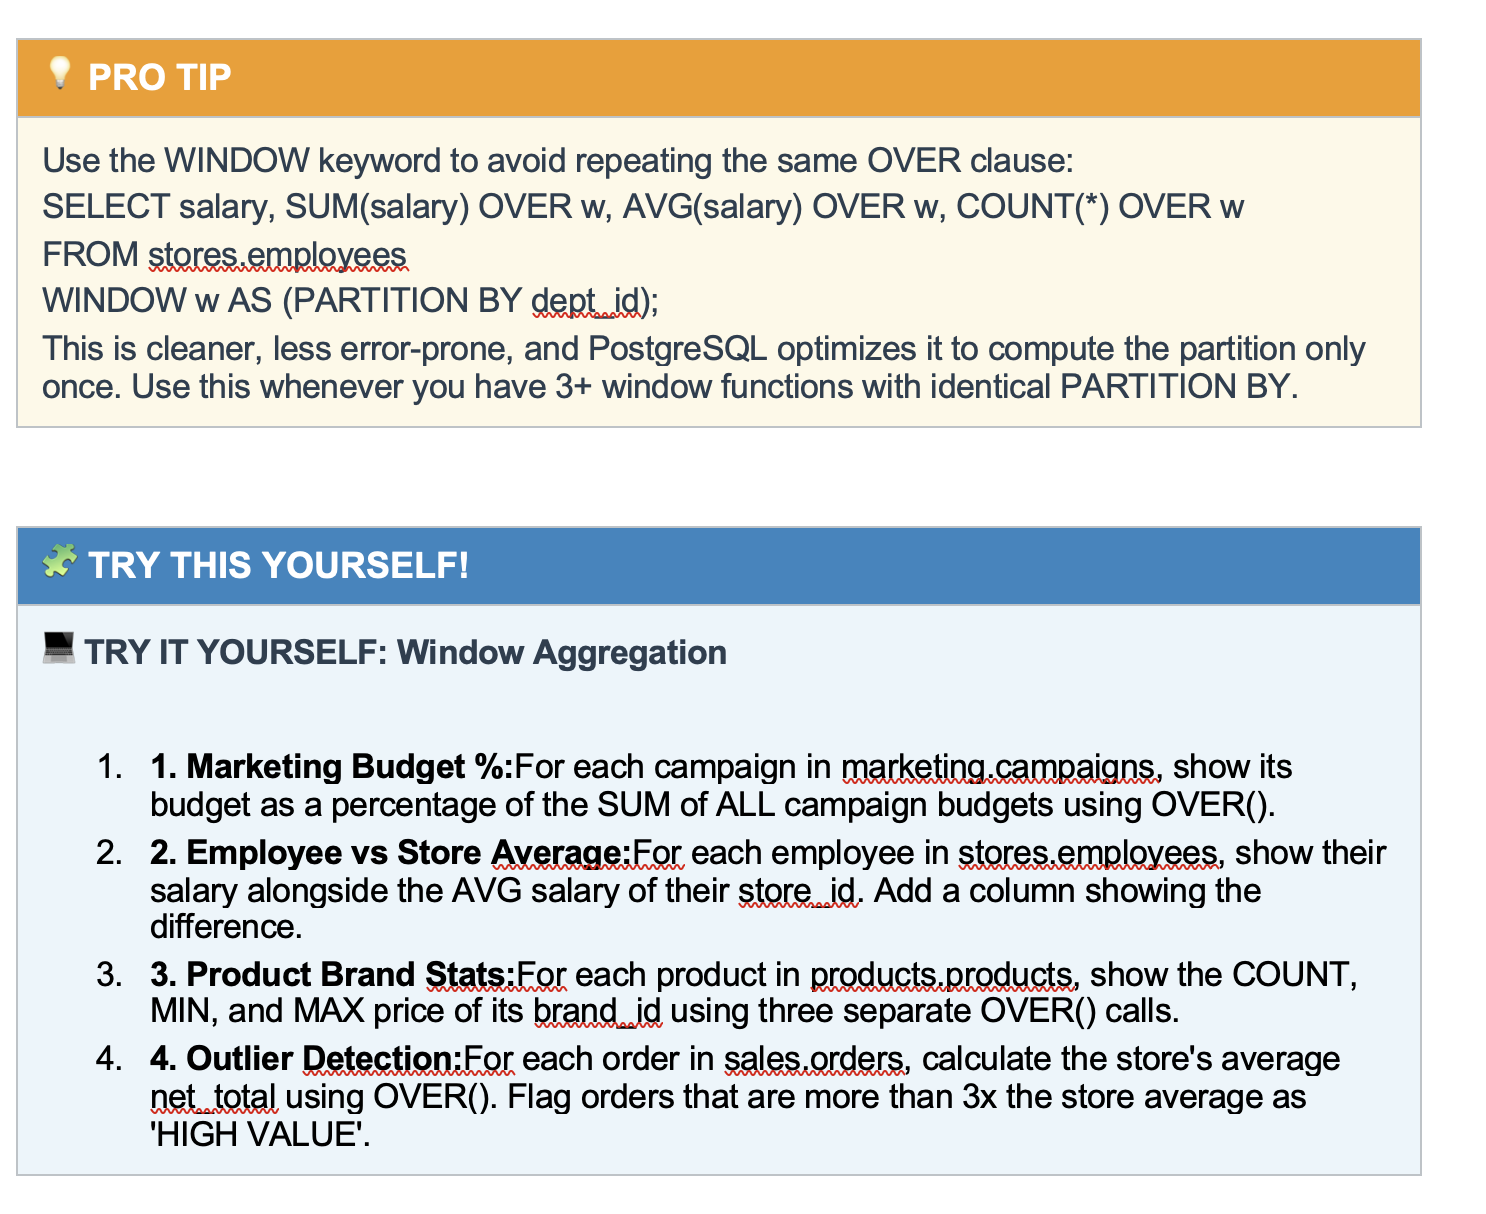 PRO TIP
Use the WINDOW keyword to avoid repeating the same OVER clause:
SELECT salary, SUM(salary) OVER w, AVG(salary) OVER w, COUNT(*) OVER w
FROM stores.employees
WINDOW w AS (PARTITION BY dept_id);
This is cleaner, less error-prone, and PostgreSQL optimizes it to compute the partition only
once. Use this whenever you have 3+ window functions with identical PARTITION BY.
TRY THIS YOURSELF!
TRY IT YOURSELF: Window Aggregation
1. 1. Marketing Budget %:For each campaign in marketing.campaigns, show its
budget as a percentage of the SUM of ALL campaign budgets using OVER().
2. 2. Employee vs Store Average:For each employee in stores.employees, show their
salary alongside the AVG salary of their store_id. Add a column showing the
difference.
3. 3. Product Brand Stats:For each product in products.products, show the COUNT,
MIN, and MAX price of its brand_id using three separate OVER() calls.
4. 4. Outlier Detection:For each order in sales.orders, calculate the store's average
net_total using OVER(). Flag orders that are more than 3x the store average as
'HIGH VALUE'.